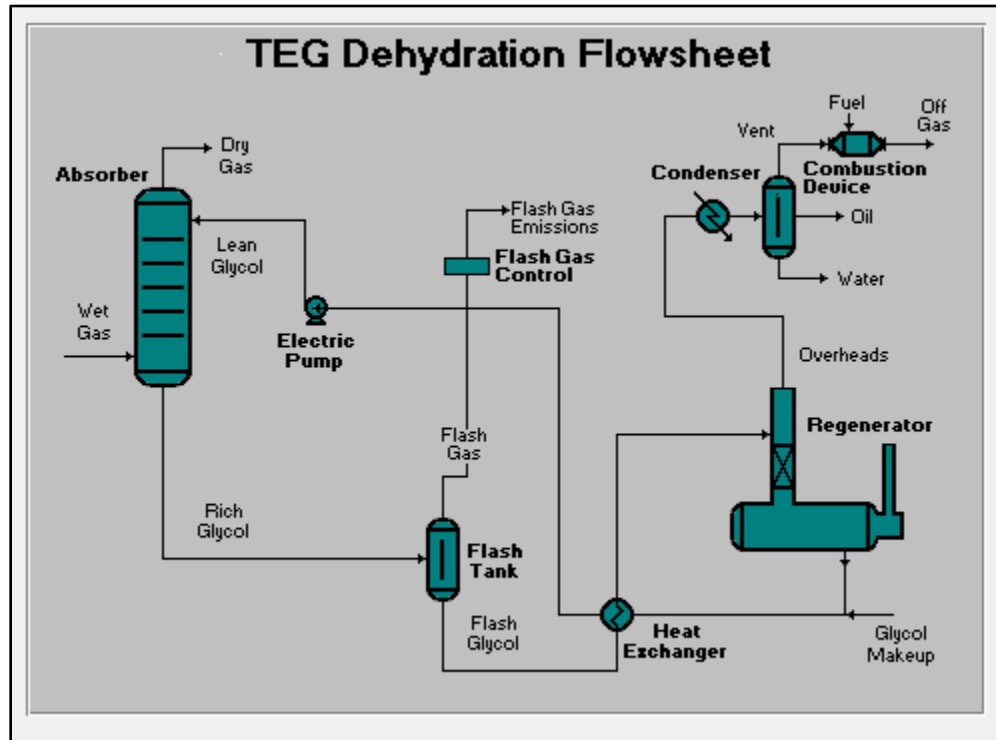 TEG Dehydration Flowsheet
Fuel
Off
Gas
Vent
Dry
Gas
Absorber
Condenser
Combustion
Device
Flash Gas
Emissions
Oil
Lean
Glycol
Flash Gas
Control
Water
Wet
Gas
Electric
Pump
Overheads
Regenerator
Flash
Gas
Rich
Glycol
Flash
Tank
Flash
Glycol
Heat
Exchanger
Glycol
Makeup